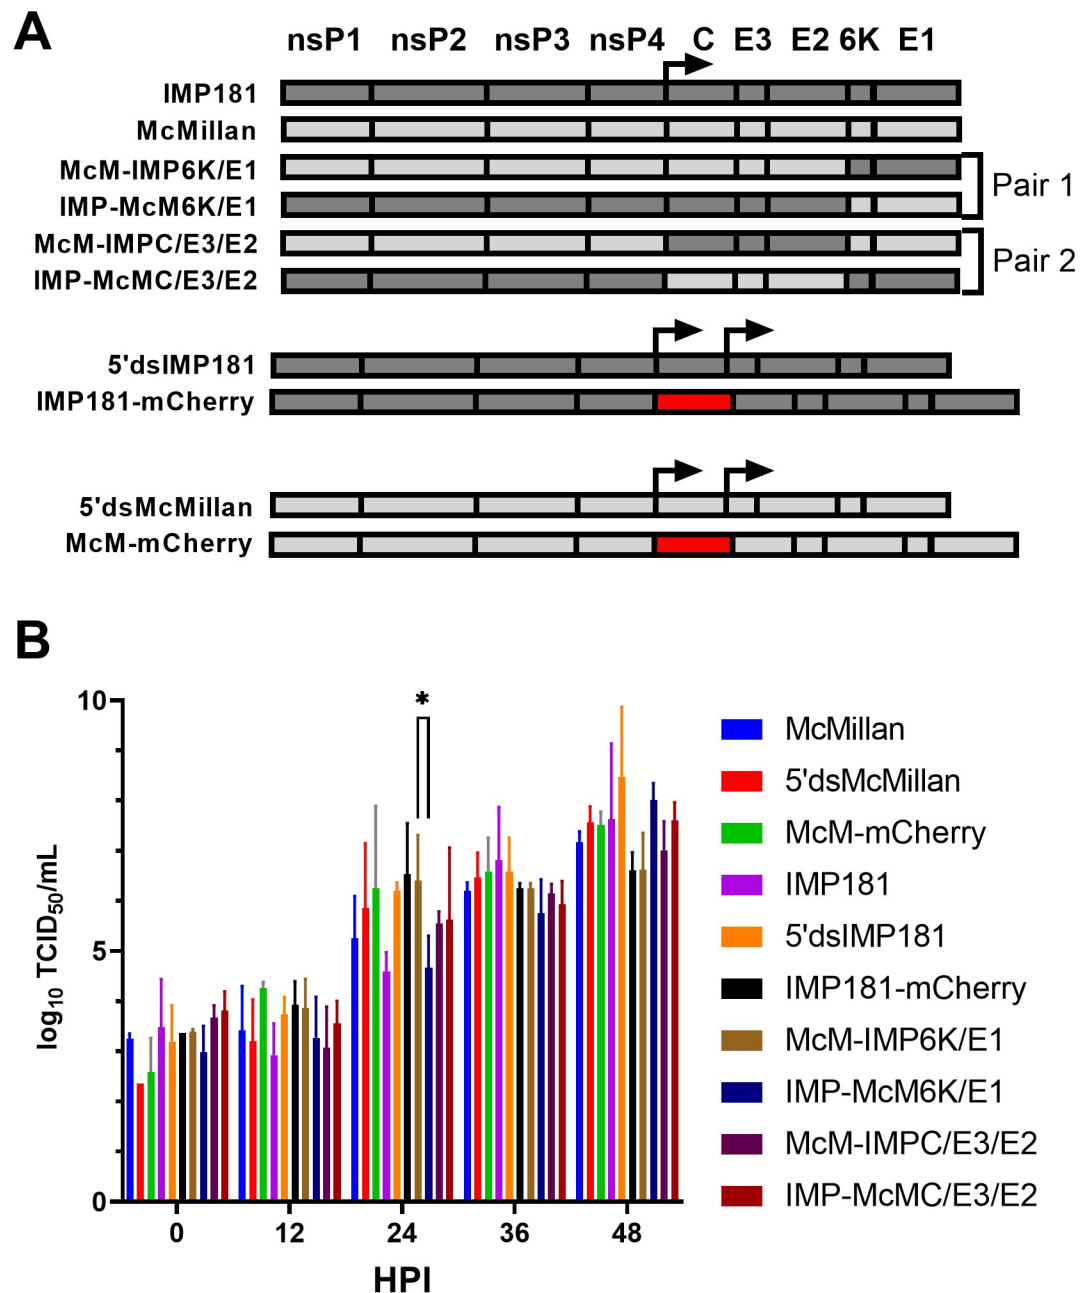 A
nsP1 nsP2 nsP3 nsP4 C E3 E2 6K E1
IMP181
McMillan
McM-IMP6K/E1
IMP-McM6K/E1
Pair 1
McM-IMPC/E3/E2
IMP-McMC/E3/E2
Pair 2
5'dsIMP181
IMP181-mCherry
5'dsMcMillan
McM-mCherry
B
log10 TCID50/mL
10
5
0
*
0 12 24 36 48
HPI
McMillan
5'dsMcMillan
McM-mCherry
IMP181
5'dsIMP181
IMP181-mCherry
McM-IMP6K/E1
IMP-McM6K/E1
McM-IMPC/E3/E2
IMP-McMC/E3/E2